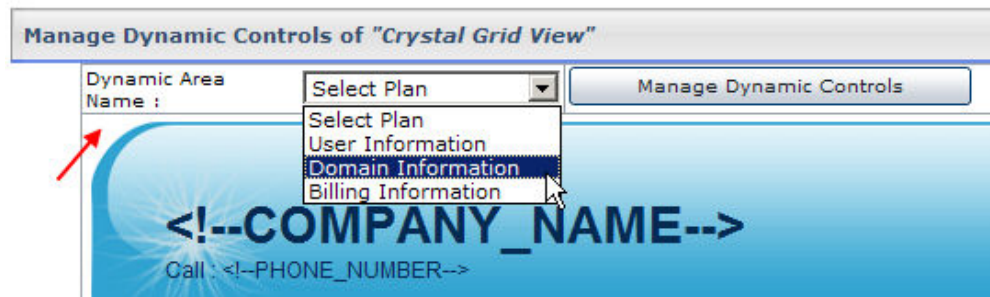 Manage Dynamic Controls of "Crystal Grid View"
Dynamic Area
Name :
Select Plan
Manage Dynamic Controls
Select Plan
User Information
Domain Information
Billing Information
<!--COMPANY_NAME-->
Call : <!--PHONE_NUMBER-->